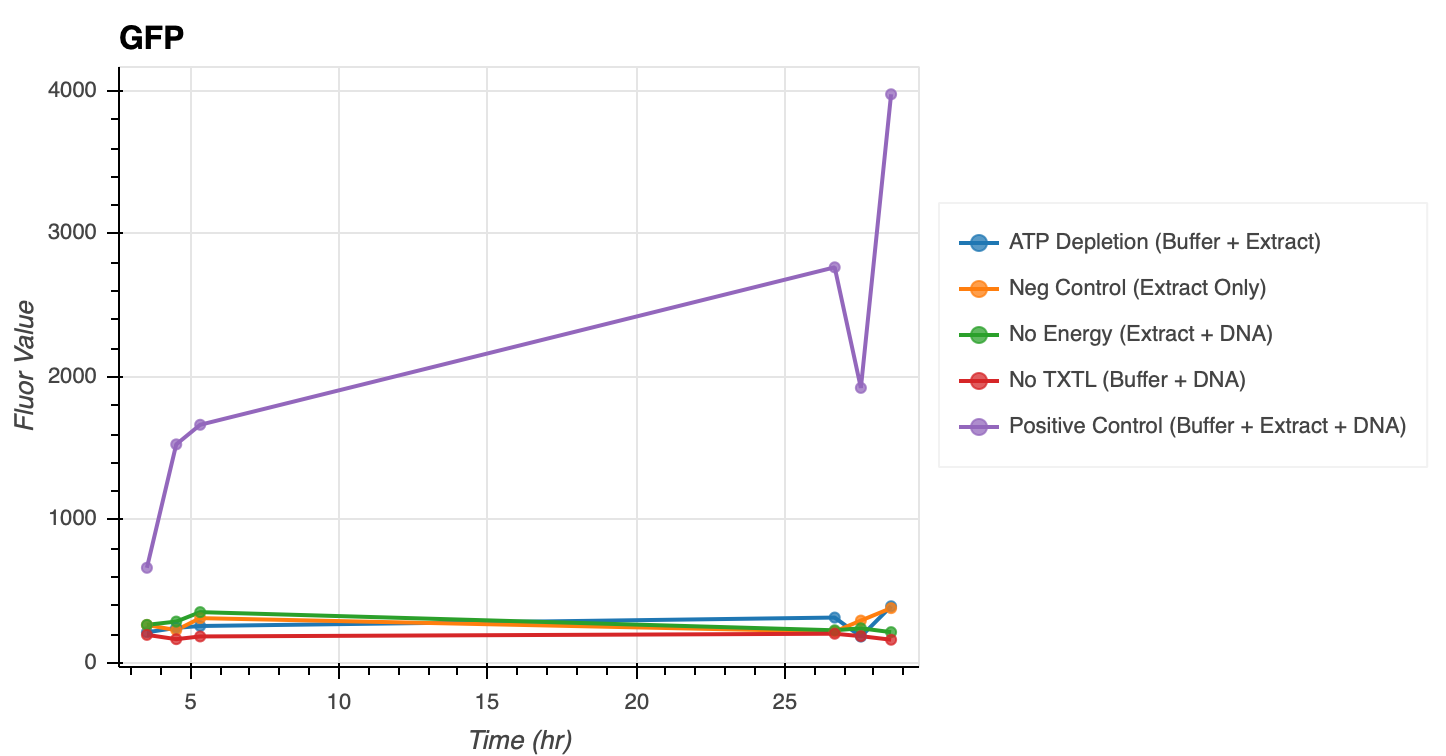 GFP
4000
3000
2000
1000
0
Fluor Value
5
10
15
20
25
Time (hr)
ATP Depletion (Buffer + Extract)
Neg Control (Extract Only)
No Energy (Extract + DNA)
No TXTL (Buffer + DNA)
Positive Control (Buffer + Extract + DNA)